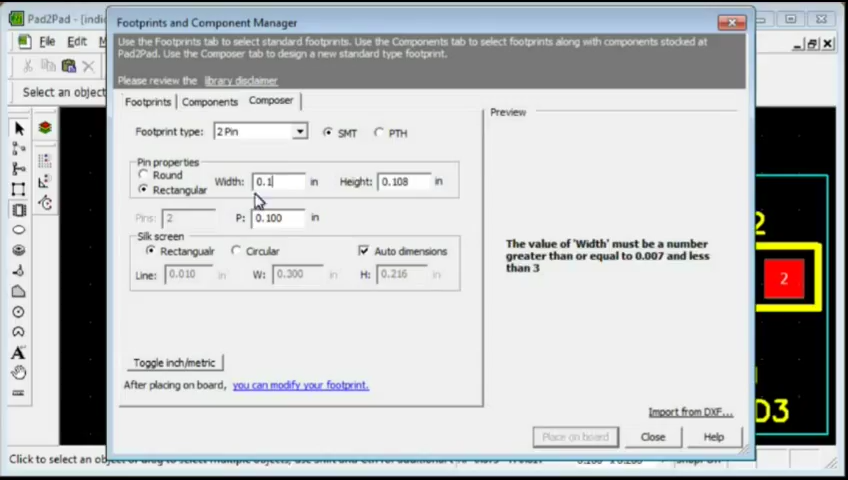 Pad2Pad - [indic
Footprints and Component Manager
File Edit
Use the Footprints tab to select standard footprints. Use the Components tab to select footprints along with components stocked at
Pad2Pad. Use the Composer tab to design a new standard type footprint.
Please review the library disclaimer
Select an object
Footprints Components Composer
Preview
Footprint type: 2 Pin SMT PTH
Pin properties
Round
Rectangular
Width: 0.1 in Height: 0.108 in
Pins: 2 P: 0.100 in
Silk screen
Rectangualr Circular Auto dimensions
Line: 0.010 in W: 0.300 in H: 0.216 in
The value of 'Width' must be a number
greater than or equal to 0.007 and less
than 3
2
2
Toggle inch/metric
After placing on board, you can modify your footprint.
Import from DXF...
D3
Place on board Close Help
Click to select an object or drag to select multiple objects,